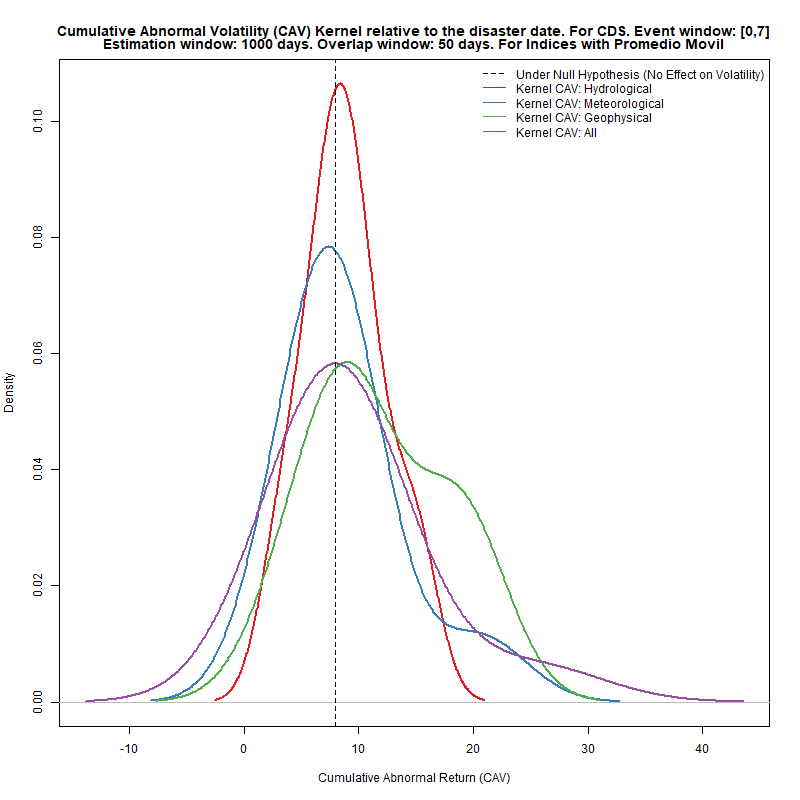 Cumulative Abnormal Volatility (CAV) Kernel relative to the disaster date. For CDS. Event window: [0,7]
Estimation window: 1000 days. Overlap window: 50 days. For Indices with Promedio Movil
Under Null Hypothesis (No Effect on Volatility)
Kernel CAV: Hydrological
Kernel CAV: Meteorological
Kernel CAV: Geophysical
Kernel CAV: All
0.10
0.08
0.06
0.04
0.02
0.00
Density
-10 0 10 20 30 40
Cumulative Abnormal Return (CAV)